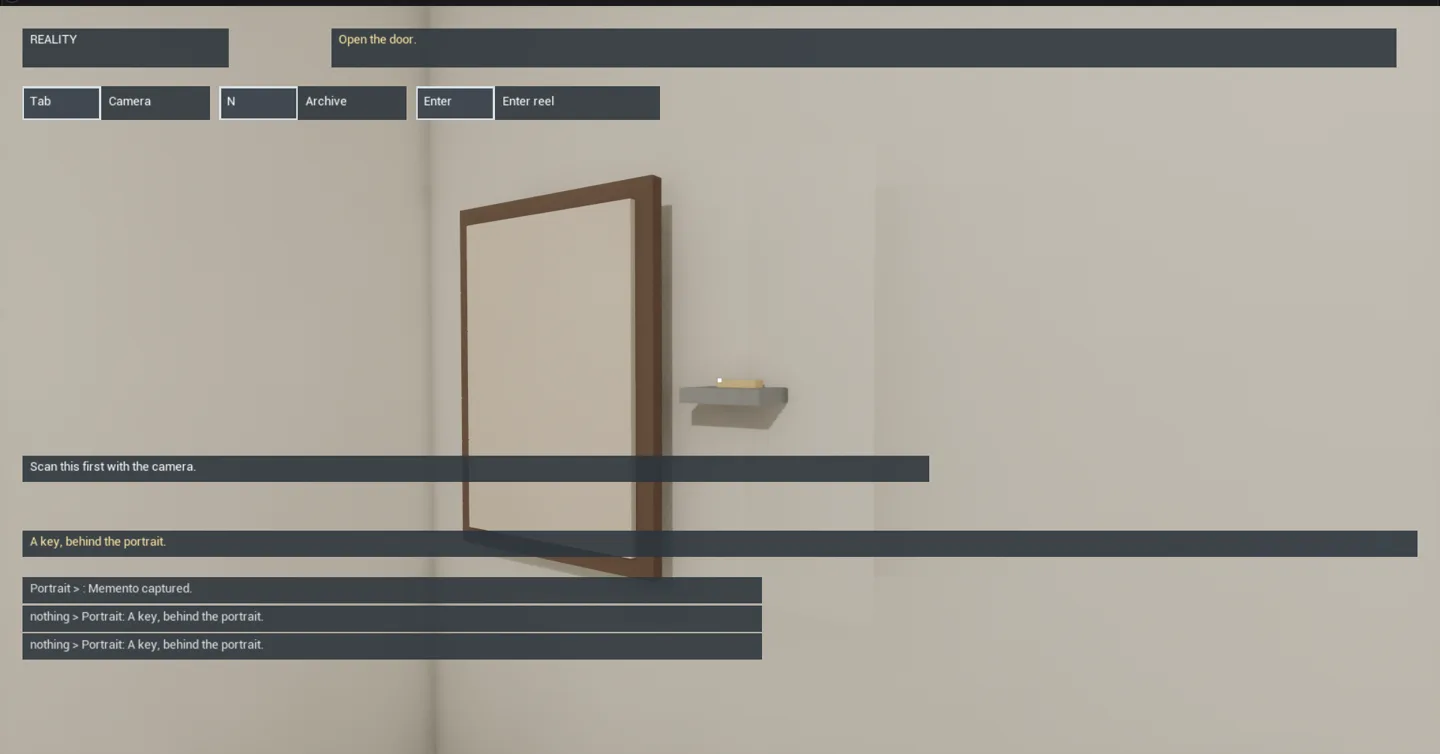 REALITY
Open the door.
Tab Camera N Archive Enter Enter reel
Scan this first with the camera.
A key, behind the portrait.
Portrait > : Memento captured.
nothing > Portrait: A key, behind the portrait.
nothing > Portrait: A key, behind the portrait.